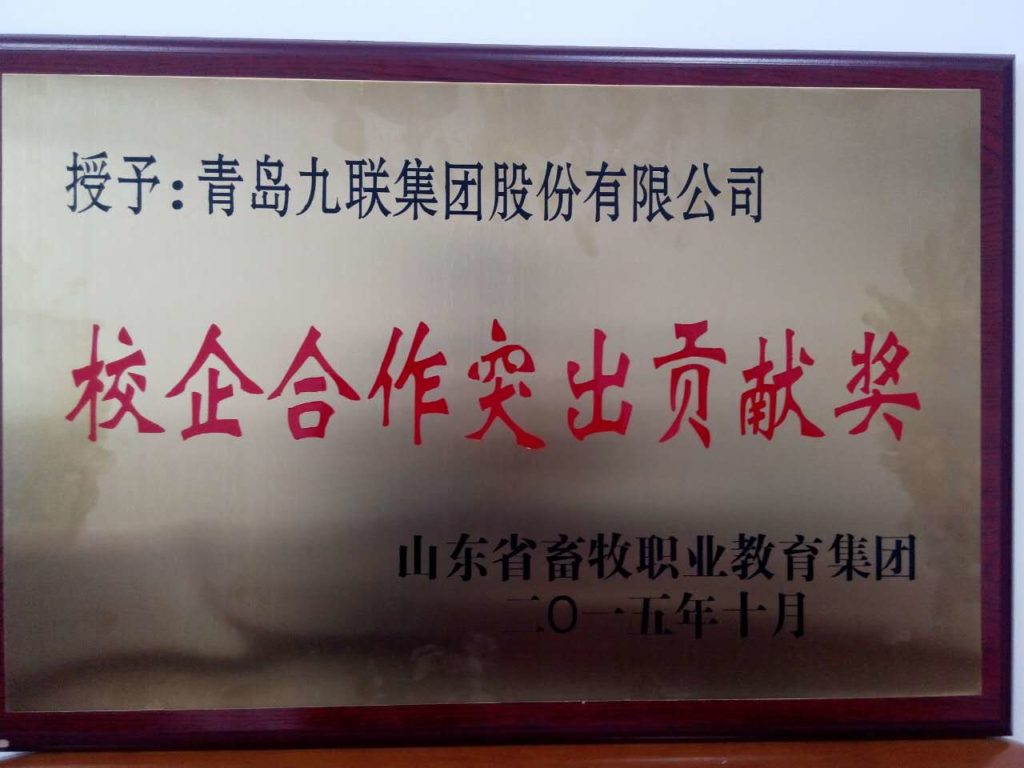 授予：青岛九联集团股份有限公司
校企合作突出贡献奖
山东省畜牧职业教育集团
二〇一五年十月